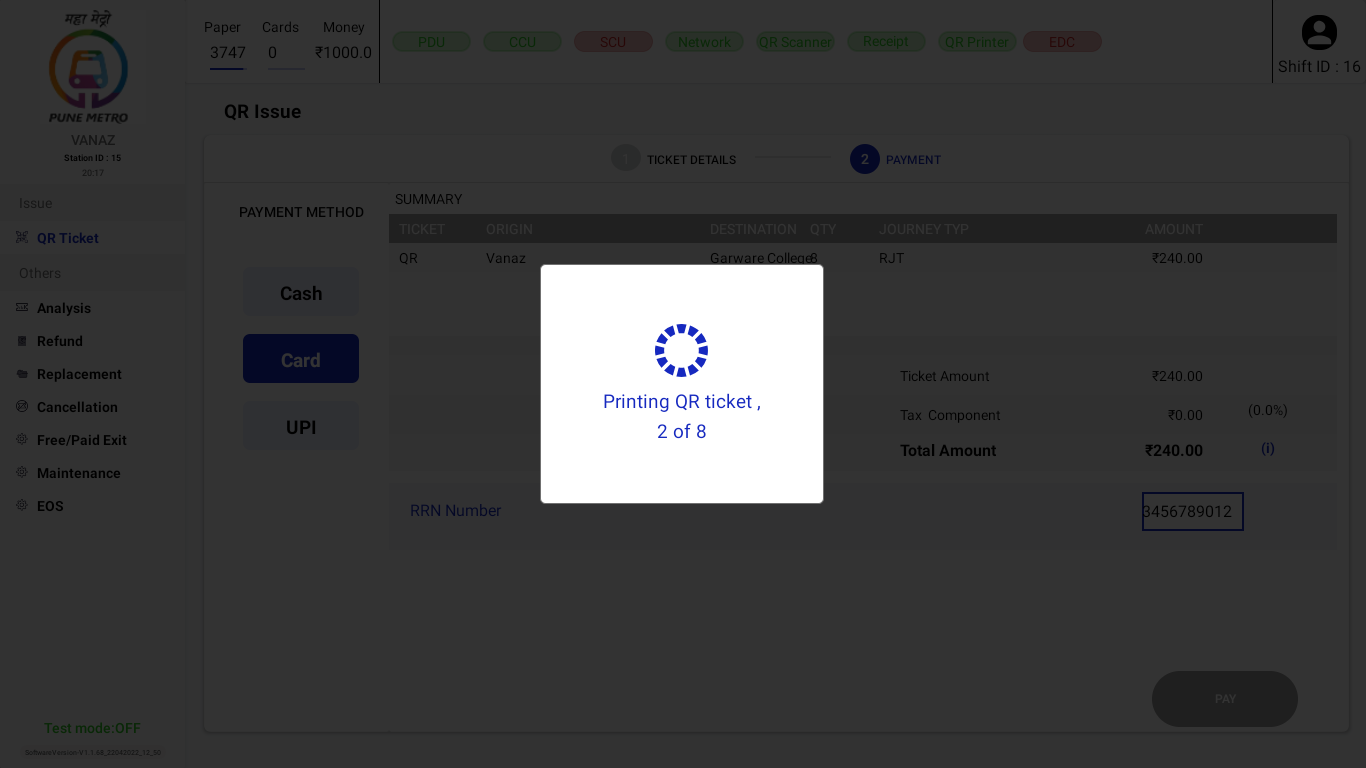 महा मेट्रो
PUNE METRO
VANAZ
Station ID : 15
20:17
Paper Cards Money
3747 0 ₹1000.0
PDU CCU SCU Network QR Scanner Receipt QR Printer EDC
Shift ID : 16
Issue
QR Ticket
Others
Analysis
Refund
Replacement
Cancellation
Free/Paid Exit
Maintenance
EOS
Test mode:OFF
SoftwareVersion-V.1.1.68_22042022_12_50
QR Issue
1 TICKET DETAILS 2 PAYMENT
PAYMENT METHOD
Cash
Card
UPI
SUMMARY
TICKET ORIGIN DESTINATION QTY JOURNEY TYP AMOUNT
QR Vanaz Garware College 8 RJT ₹240.00
Ticket Amount ₹240.00
Tax Component ₹0.00 (0.0%)
Total Amount ₹240.00 (i)
RRN Number 3456789012
PAY
Printing QR ticket ,
2 of 8